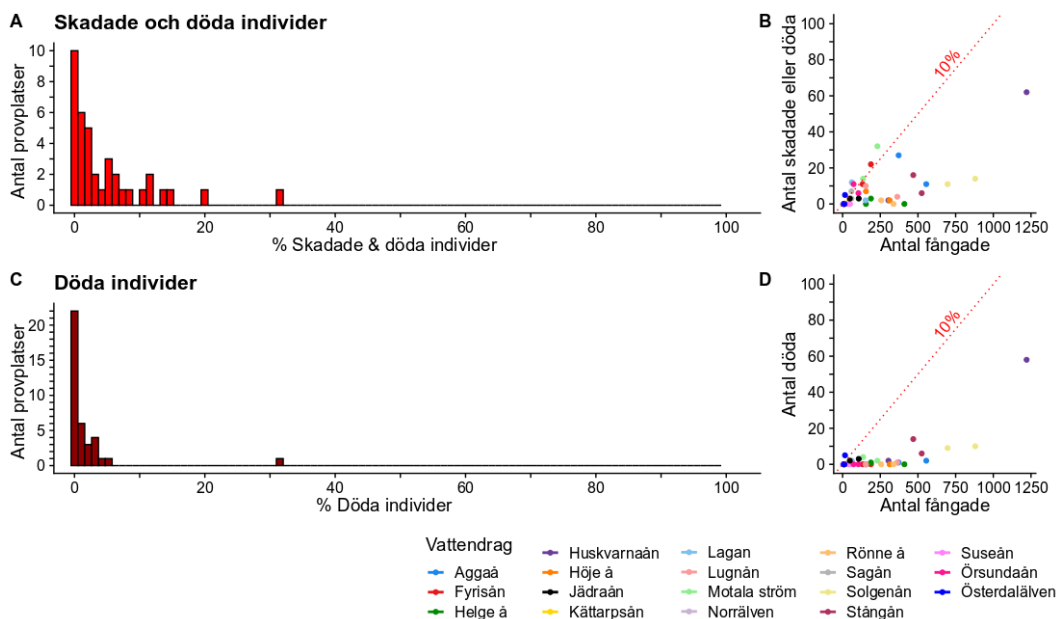 A
Skadade och döda individer
10
8
6
4
2
0
Antal provplatser
0 20 40 60 80 100
% Skadade & döda individer
B
100
80
60
40
20
0
Antal skadade eller döda
10%
0 250 500 750 1000 1250
Antal fångade
C
Döda individer
20
15
10
5
0
Antal provplatser
0 20 40 60 80 100
% Döda individer
D
100
80
60
40
20
0
Antal döda
10%
0 250 500 750 1000 1250
Antal fångade
Vattendrag
Aggaå
Fyrisån
Helge å
Huskvarnaån
Höje å
Jädraån
Kättarpsån
Lagan
Lugnån
Motala ström
Norrälven
Rönne å
Sagån
Solgenån
Stångån
Suseån
Örsundaån
Österdalälven